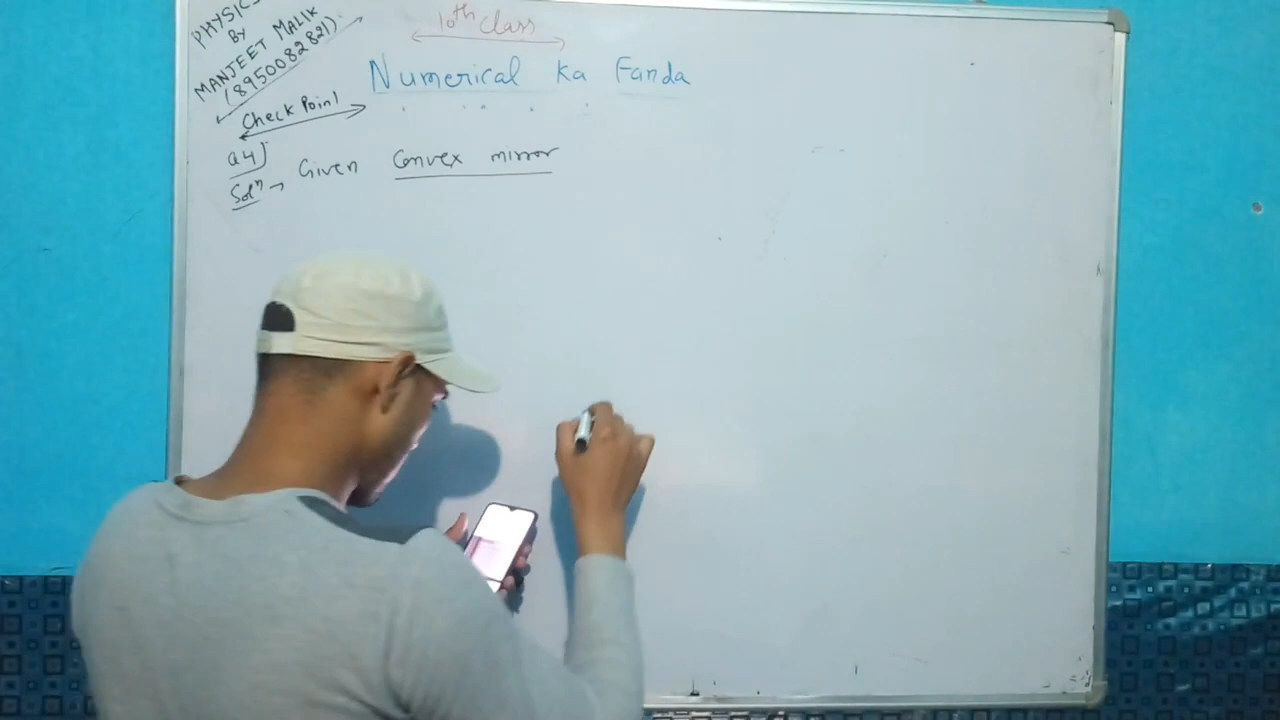 PHYSICS
BY
MANJEET MALIK
(8950082821)
10th Class
Numerical Ka Fanda
Check Point
Q4)
Solⁿ → Given Convex mirror